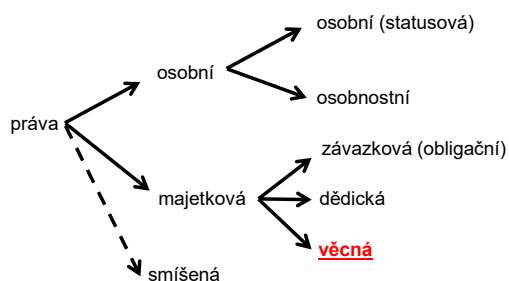 osobní (statusová)
osobní
osobnostní
práva
závazková (obligační)
majetková
dědická
věcná
smíšená